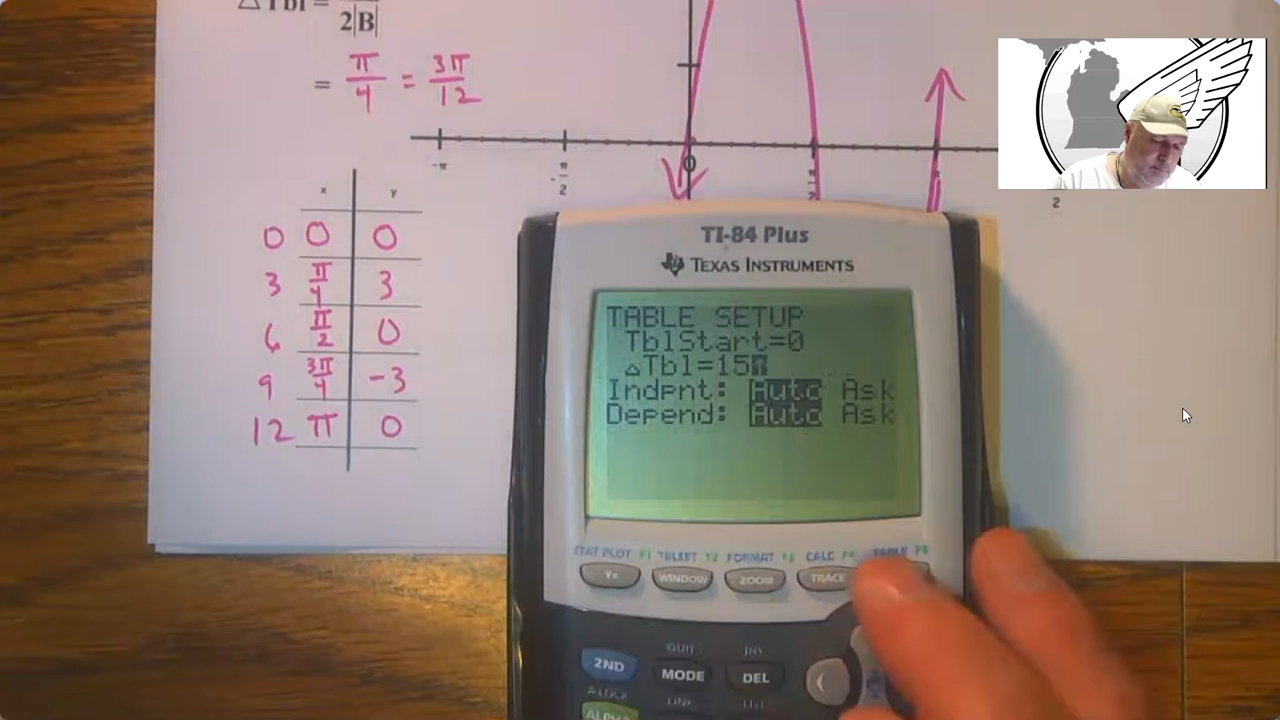 △Tbl =
2|B|
= π/4 = 3π/12
-π
-π/2
0
π/2
π
2
x y
0 0 0
3 π/4 3
6 π/2 0
9 3π/4 -3
12 π 0
TI-84 Plus
TEXAS INSTRUMENTS
TABLE SETUP
TblStart=0
△Tbl=15π
Indpnt: Auto Ask
Depend: Auto Ask
STAT PLOT F1 TBLSET F2 FORMAT F3 CALC F4 TABLE F5
Y= WINDOW ZOOM TRACE
QUIT INS
2ND MODE DEL
A-LOCK LINK LIST
ALPHA